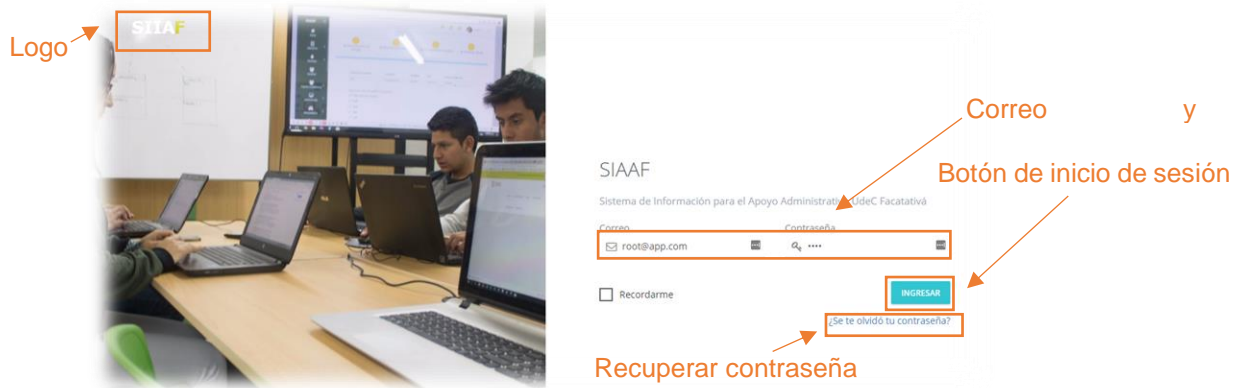 SIIAF
Logo
Correo y
SIAAF
Botón de inicio de sesión
Sistema de Información para el Apoyo Administrativo UdeC Facatativá
Correo
Contraseña
root@app.com
••••
Recordarme
INGRESAR
¿Se te olvidó tu contraseña?
Recuperar contraseña